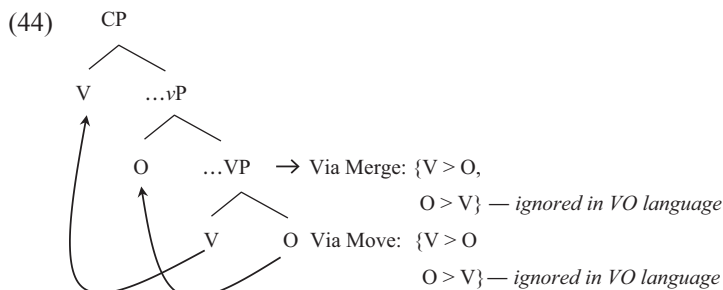 (44) CP
V …vP
O …VP → Via Merge: {V > O,
O > V} — ignored in VO language
V O Via Move: {V > O
O > V} — ignored in VO language